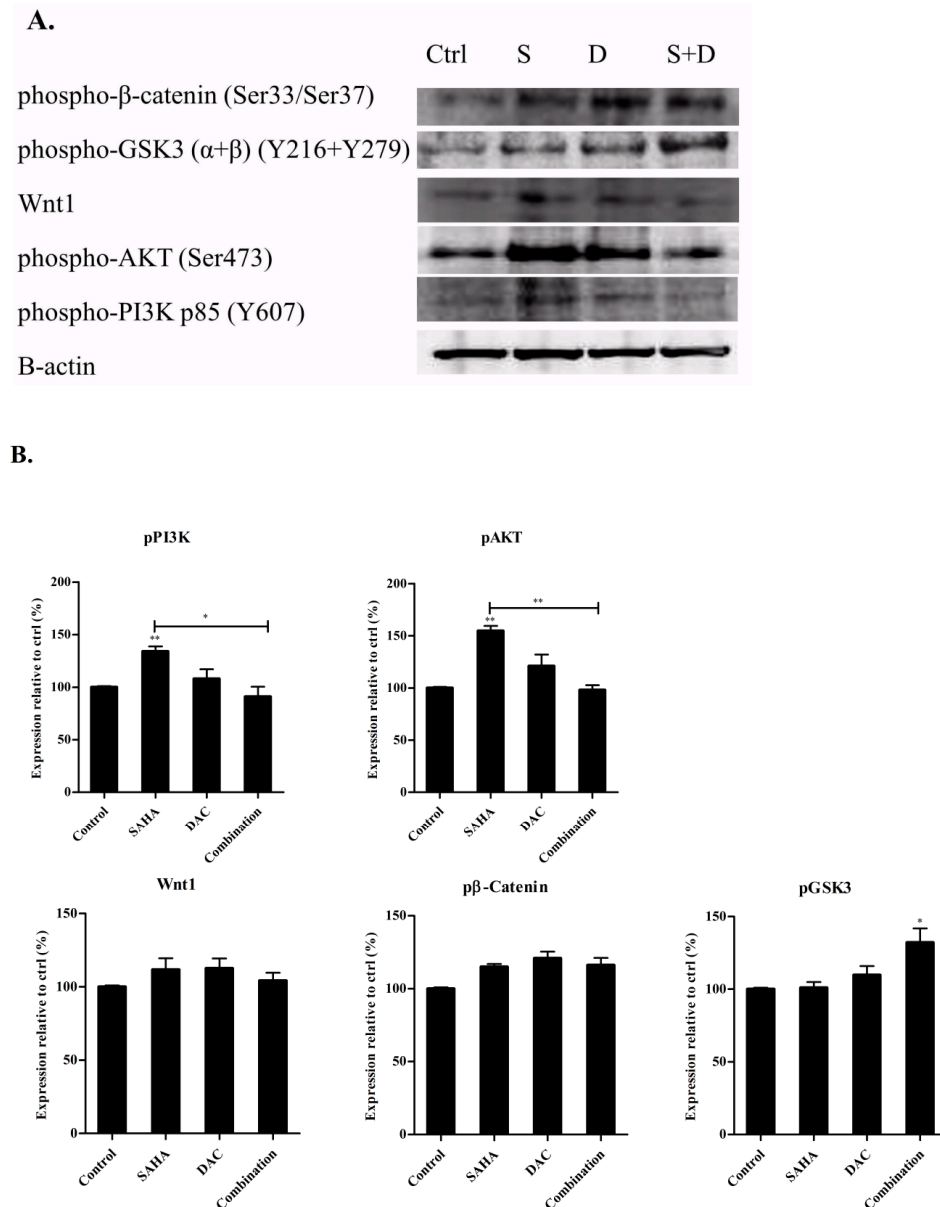 A.
Ctrl S D S+D
phospho-β-catenin (Ser33/Ser37)
phospho-GSK3 (α+β) (Y216+Y279)
Wnt1
phospho-AKT (Ser473)
phospho-PI3K p85 (Y607)
B-actin
B.
pPI3K
Expression relative to ctrl (%)
200
150
100
50
0
*
**
Control
SAHA
DAC
Combination
pAKT
Expression relative to ctrl (%)
200
150
100
50
0
**
**
Control
SAHA
DAC
Combination
Wnt1
Expression relative to ctrl (%)
150
100
50
0
Control
SAHA
DAC
Combination
pβ-Catenin
Expression relative to ctrl (%)
150
100
50
0
Control
SAHA
DAC
Combination
pGSK3
Expression relative to ctrl (%)
150
100
50
0
*
Control
SAHA
DAC
Combination